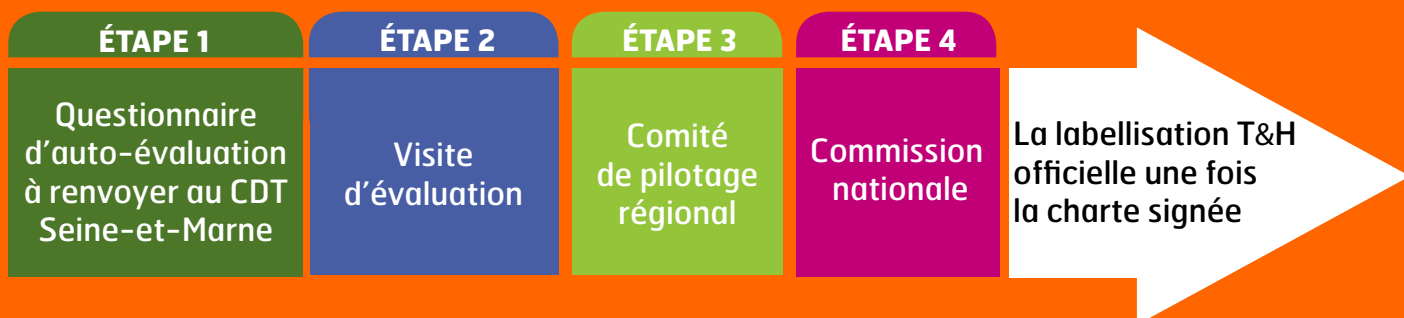 ÉTAPE 1
Questionnaire
d'auto-évaluation
à renvoyer au CDT
Seine-et-Marne
ÉTAPE 2
Visite
d'évaluation
ÉTAPE 3
Comité
de pilotage
régional
ÉTAPE 4
Commission
nationale
La labellisation T&H
officielle une fois
la charte signée